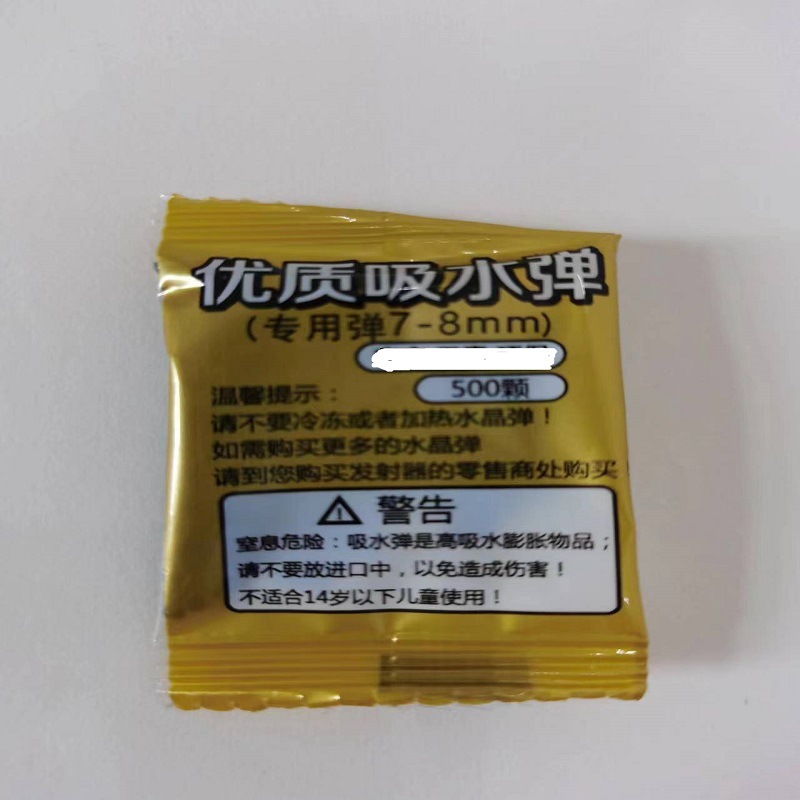 优质吸水弹
(专用弹7-8mm)
500颗
温馨提示：
请不要冷冻或者加热水晶弹！
如需购买更多的水晶弹
请到您购买发射器的零售商处购买
警告
窒息危险：吸水弹是高吸水膨胀物品；
请不要放进口中，以免造成伤害！
不适合14岁以下儿童使用！